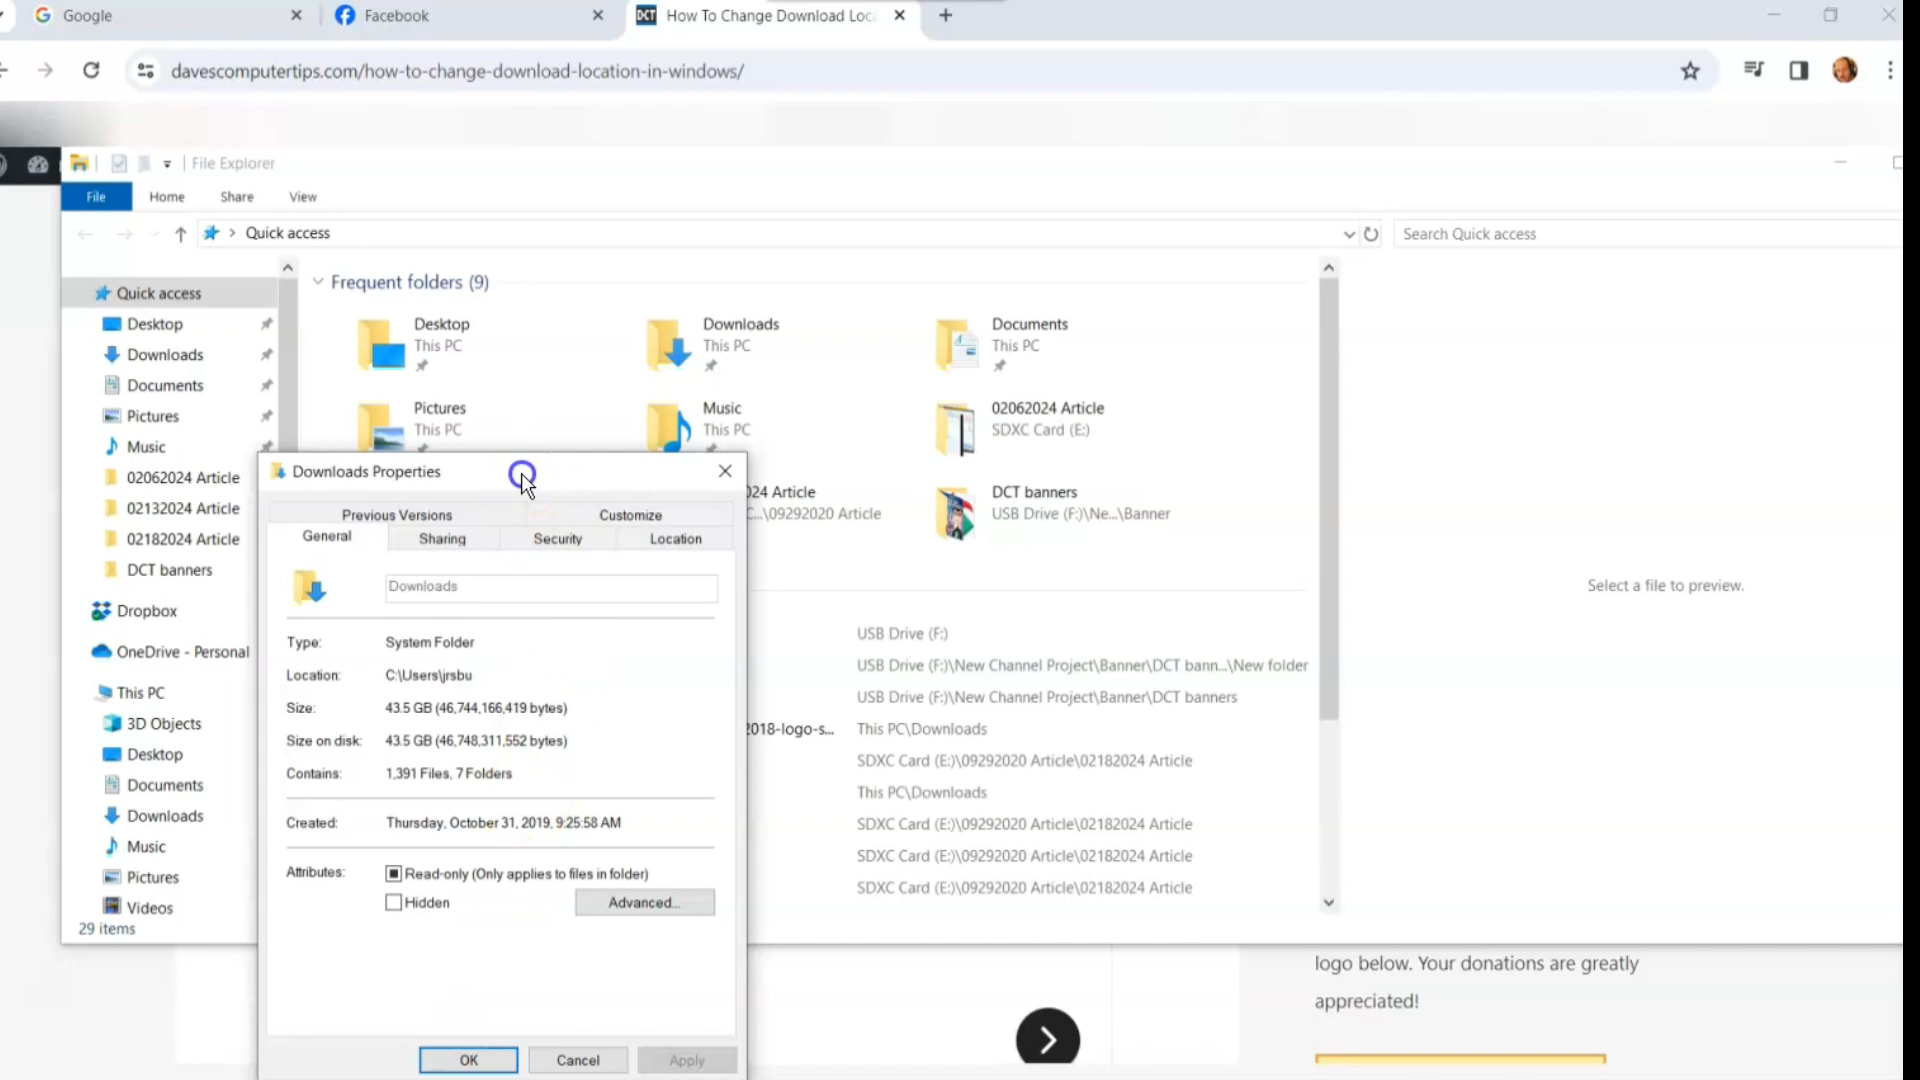 Google
Facebook
DCT How To Change Download Loc
davescomputertips.com/how-to-change-download-location-in-windows/
File Explorer
File Home Share View
Quick access
Search Quick access
Quick access
Desktop
Downloads
Documents
Pictures
Music
02062024 Article
02132024 Article
02182024 Article
DCT banners
Dropbox
OneDrive - Personal
This PC
3D Objects
Desktop
Documents
Downloads
Music
Pictures
Videos
29 items
Frequent folders (9)
Desktop
This PC
Downloads
This PC
Documents
This PC
Pictures
This PC
Music
This PC
02062024 Article
SDXC Card (E:)
24 Article
C...\09292020 Article
DCT banners
USB Drive (F:)\Ne...\Banner
USB Drive (F:)
USB Drive (F:)\New Channel Project\Banner\DCT bann...\New folder
USB Drive (F:)\New Channel Project\Banner\DCT banners
2018-logo-s... This PC\Downloads
SDXC Card (E:)\09292020 Article\02182024 Article
This PC\Downloads
SDXC Card (E:)\09292020 Article\02182024 Article
SDXC Card (E:)\09292020 Article\02182024 Article
SDXC Card (E:)\09292020 Article\02182024 Article
Select a file to preview.
Downloads Properties
Previous Versions Customize
General Sharing Security Location
Downloads
Type: System Folder
Location: C:\Users\jrsbu
Size: 43.5 GB (46,744,166,419 bytes)
Size on disk: 43.5 GB (46,748,311,552 bytes)
Contains: 1,391 Files, 7 Folders
Created: Thursday, October 31, 2019, 9:25:58 AM
Attributes: Read-only (Only applies to files in folder)
Hidden Advanced...
OK Cancel Apply
logo below. Your donations are greatly
appreciated!